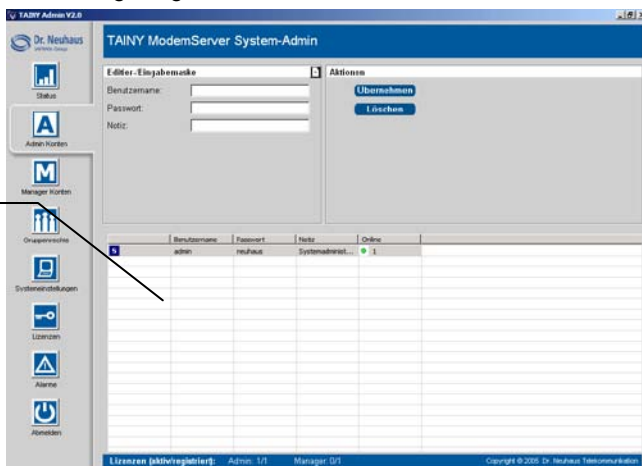 TAINY Admin V2.0
Dr. Neuhaus
TAINY ModemServer System-Admin
Status
Admin Konten
Manager Konten
Gruppenrechte
Systemeinstellungen
Lizenzen
Alarme
Abmelden
Editier-Eingabemaske
Benutzername:
Passwort:
Notiz:
Aktionen
Übernehmen
Löschen
Benutzername Passwort Notiz Online
S admin neuhaus Systemadminist... 1
Lizenzen (aktiv/registriert): Admin: 1/1 Manager: 0/1
Copyright © 2005 Dr. Neuhaus Telekommunikation